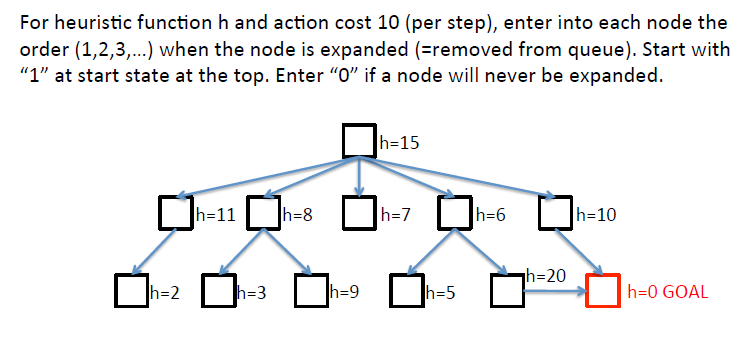 For heuristic function h and action cost 10 (per step), enter into each node the
order (1,2,3,...) when the node is expanded (=removed from queue). Start with
“1” at start state at the top. Enter “0” if a node will never be expanded.
h=15
h=11 h=8 h=7 h=6 h=10
h=2 h=3 h=9 h=5 h=20 h=0 GOAL